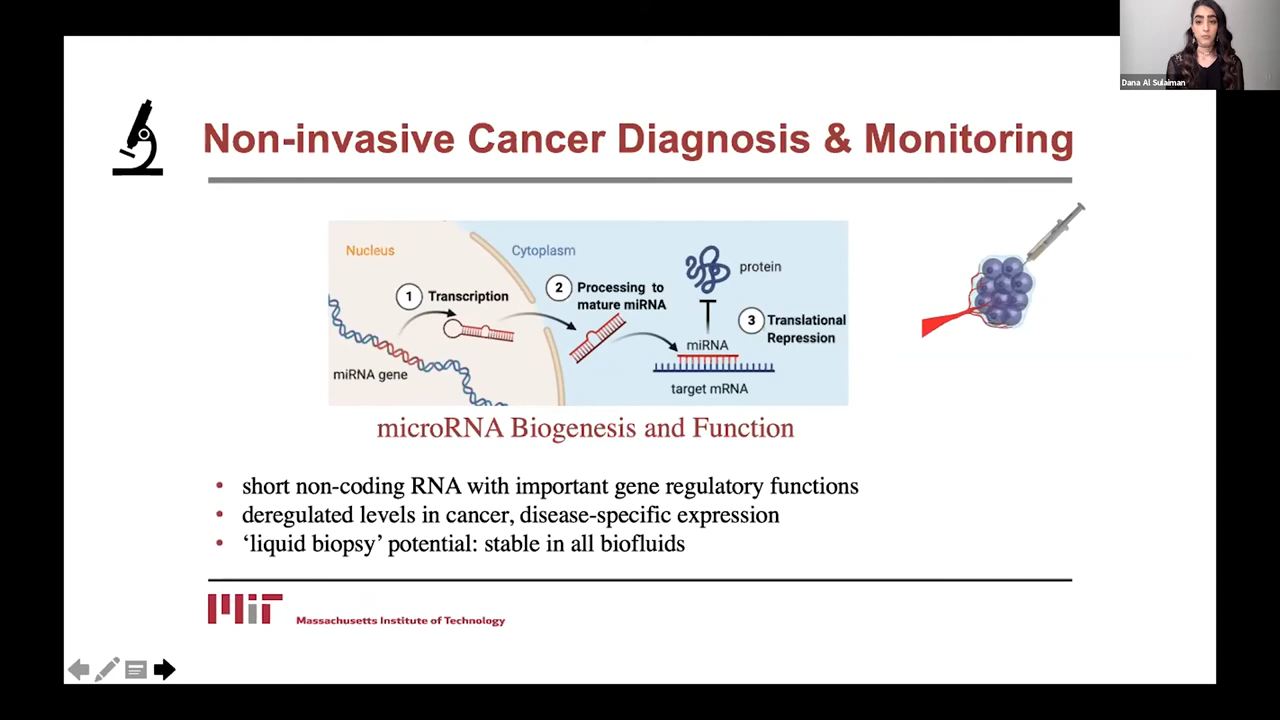 Dana Al Sulaiman
Non-invasive Cancer Diagnosis & Monitoring
Nucleus
Cytoplasm
protein
1 Transcription
2 Processing to
mature miRNA
3 Translational
Repression
miRNA
miRNA gene
target mRNA
microRNA Biogenesis and Function
• short non-coding RNA with important gene regulatory functions
• deregulated levels in cancer, disease-specific expression
• ‘liquid biopsy’ potential: stable in all biofluids
MIT Massachusetts Institute of Technology